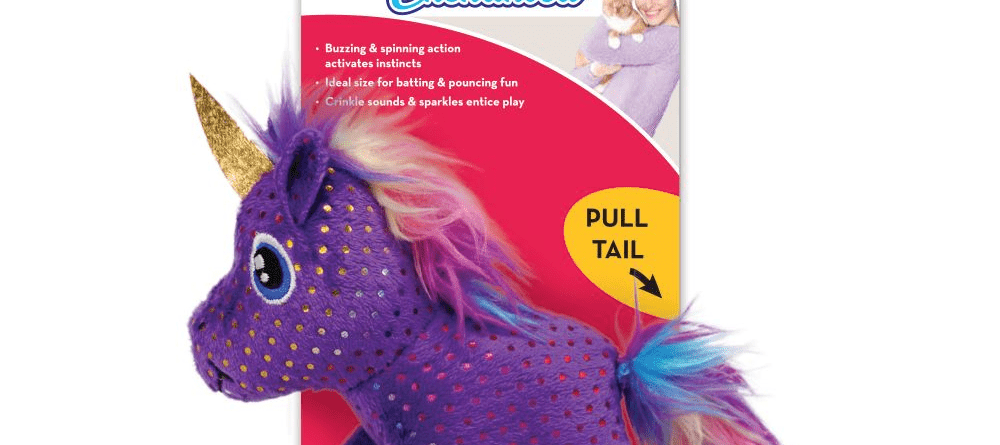 • Buzzing & spinning action
activates instincts
• Ideal size for batting & pouncing fun
• Crinkle sounds & sparkles entice play
PULL
TAIL